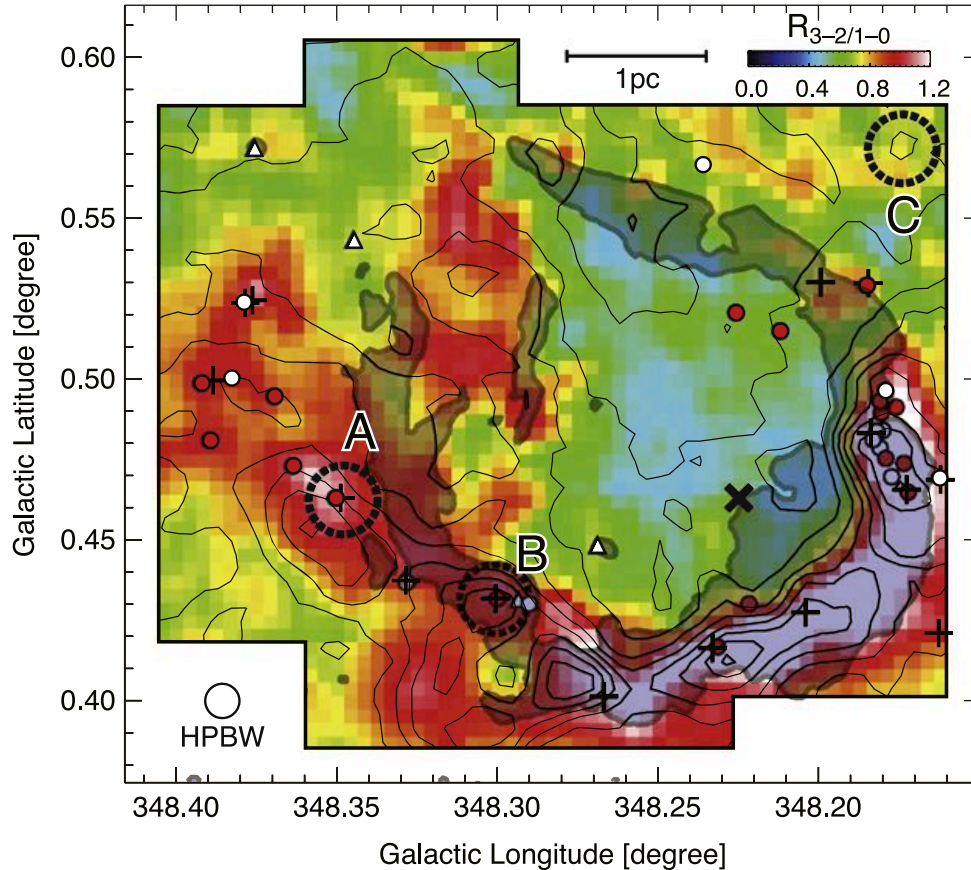 R3–2/1–0
0.0 0.4 0.8 1.2
1pc
C
A
B
HPBW
0.60
0.55
0.50
0.45
0.40
Galactic Latitude [degree]
348.40 348.35 348.30 348.25 348.20
Galactic Longitude [degree]